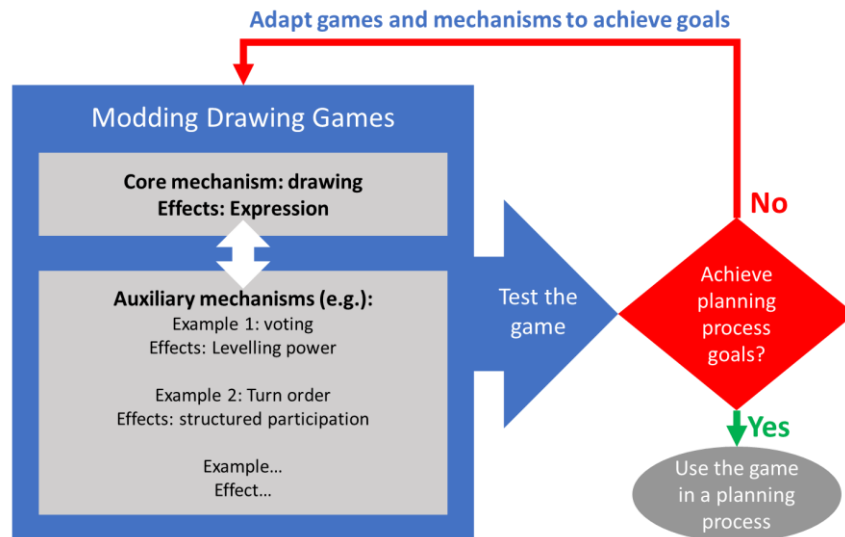 Adapt games and mechanisms to achieve goals
Modding Drawing Games
Core mechanism: drawing
Effects: Expression
Auxiliary mechanisms (e.g.):
Example 1: voting
Effects: Levelling power
Example 2: Turn order
Effects: structured participation
Example...
Effect...
Test the
game
No
Achieve
planning
process
goals?
Yes
Use the game
in a planning
process